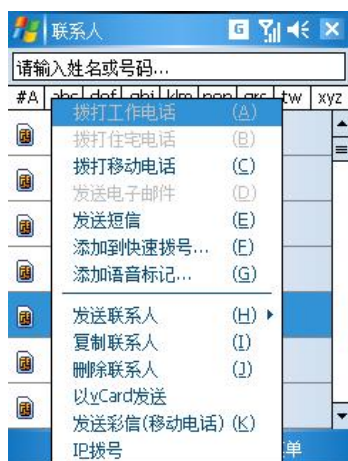 联系人 G
请输入姓名或号码...
#A abc def ghi klm nop qrs tw xyz
拨打工作电话 (A)
拨打住宅电话 (B)
拨打移动电话 (C)
发送电子邮件 (D)
发送短信 (E)
添加到快速拨号... (F)
添加语音标记... (G)
发送联系人 (H)
复制联系人 (I)
删除联系人 (J)
以vCard发送
发送彩信(移动电话) (K)
IP拨号
单